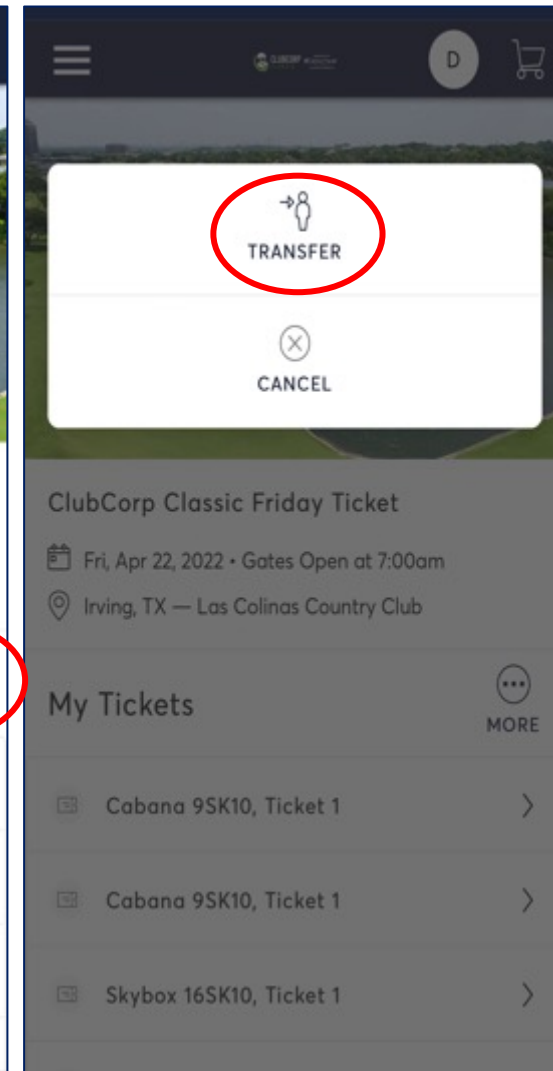 D
TRANSFER
CANCEL
ClubCorp Classic Friday Ticket
Fri, Apr 22, 2022 • Gates Open at 7:00am
Irving, TX — Las Colinas Country Club
My Tickets
MORE
Cabana 9SK10, Ticket 1
Cabana 9SK10, Ticket 1
Skybox 16SK10, Ticket 1